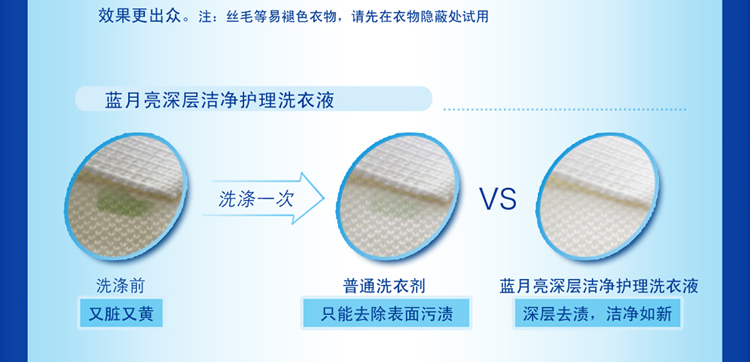 效果更出众。注：丝毛等易褪色衣物，请先在衣物隐蔽处试用
蓝月亮深层洁净护理洗衣液
洗涤一次
VS
洗涤前
普通洗衣剂
蓝月亮深层洁净护理洗衣液
又脏又黄
只能去除表面污渍
深层去渍，洁净如新